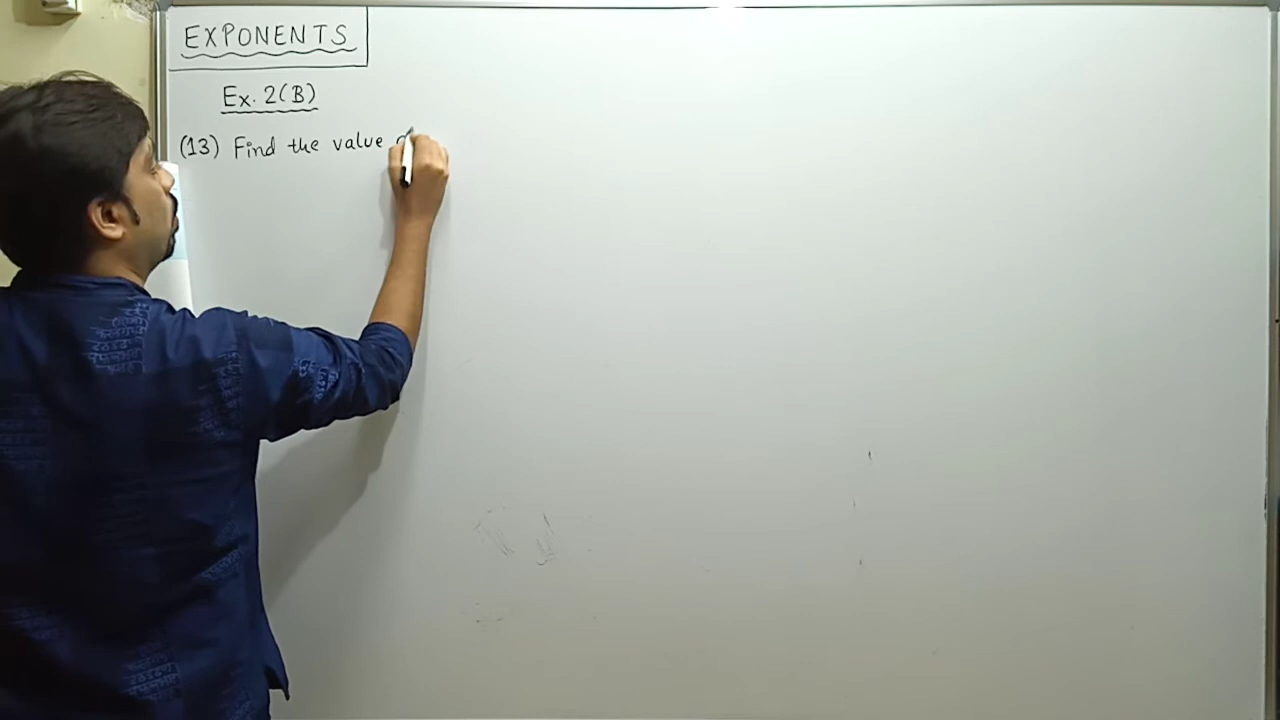 EXPONENTS
Ex. 2(B)
(13) Find the value